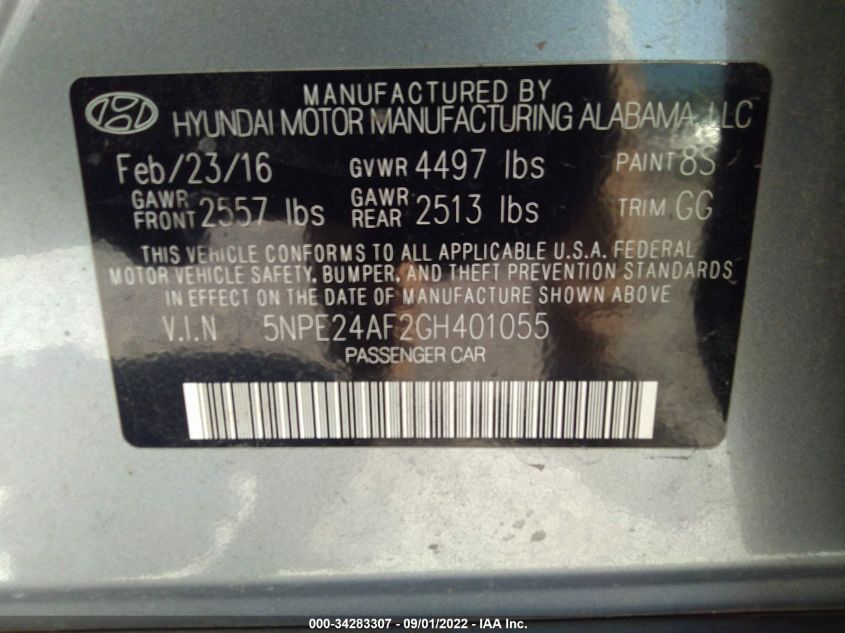 MANUFACTURED BY
HYUNDAI MOTOR MANUFACTURING ALABAMA, LLC
Feb/23/16 GVWR 4497 lbs PAINT 8S
GAWR FRONT 2557 lbs GAWR REAR 2513 lbs TRIM GG
THIS VEHICLE CONFORMS TO ALL APPLICABLE U.S.A. FEDERAL
MOTOR VEHICLE SAFETY, BUMPER, AND THEFT PREVENTION STANDARDS
IN EFFECT ON THE DATE OF MANUFACTURE SHOWN ABOVE
V.I.N 5NPE24AF2GH401055
PASSENGER CAR
000-34283307 - 09/01/2022 - IAA Inc.